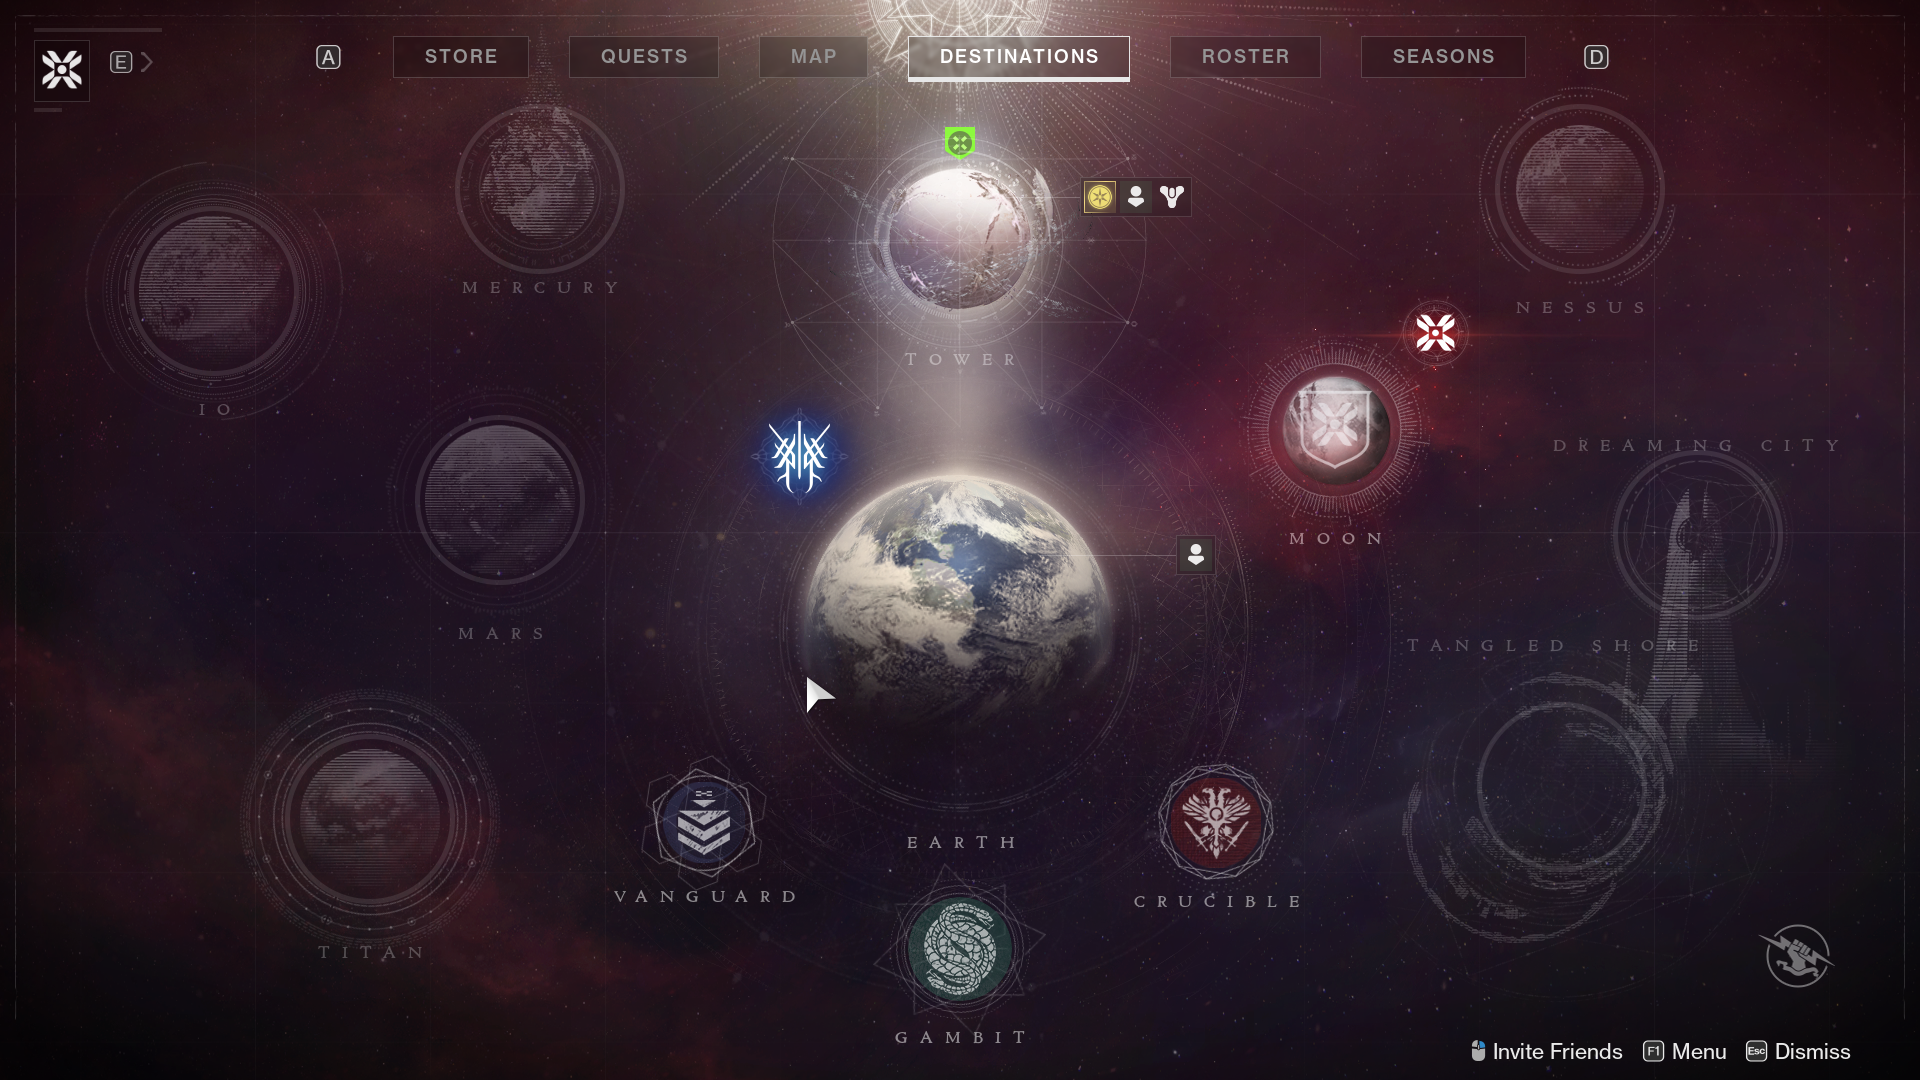 E
A
STORE
QUESTS
MAP
DESTINATIONS
ROSTER
SEASONS
D
MERCURY
NESSUS
TOWER
IO
DREAMING CITY
MOON
MARS
TANGLED SHORE
EARTH
VANGUARD
CRUCIBLE
TITAN
GAMBIT
Invite Friends
F1 Menu
Esc Dismiss